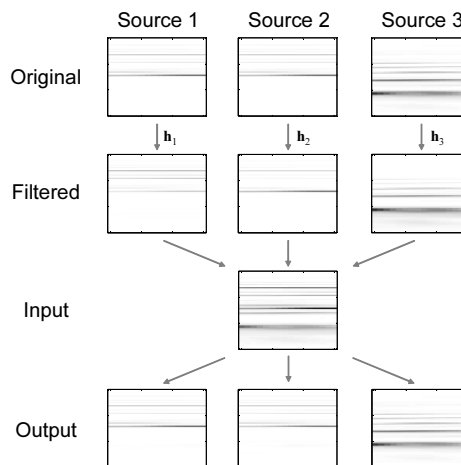 Source 1 Source 2 Source 3
Original
h1 h2 h3
Filtered
Input
Output